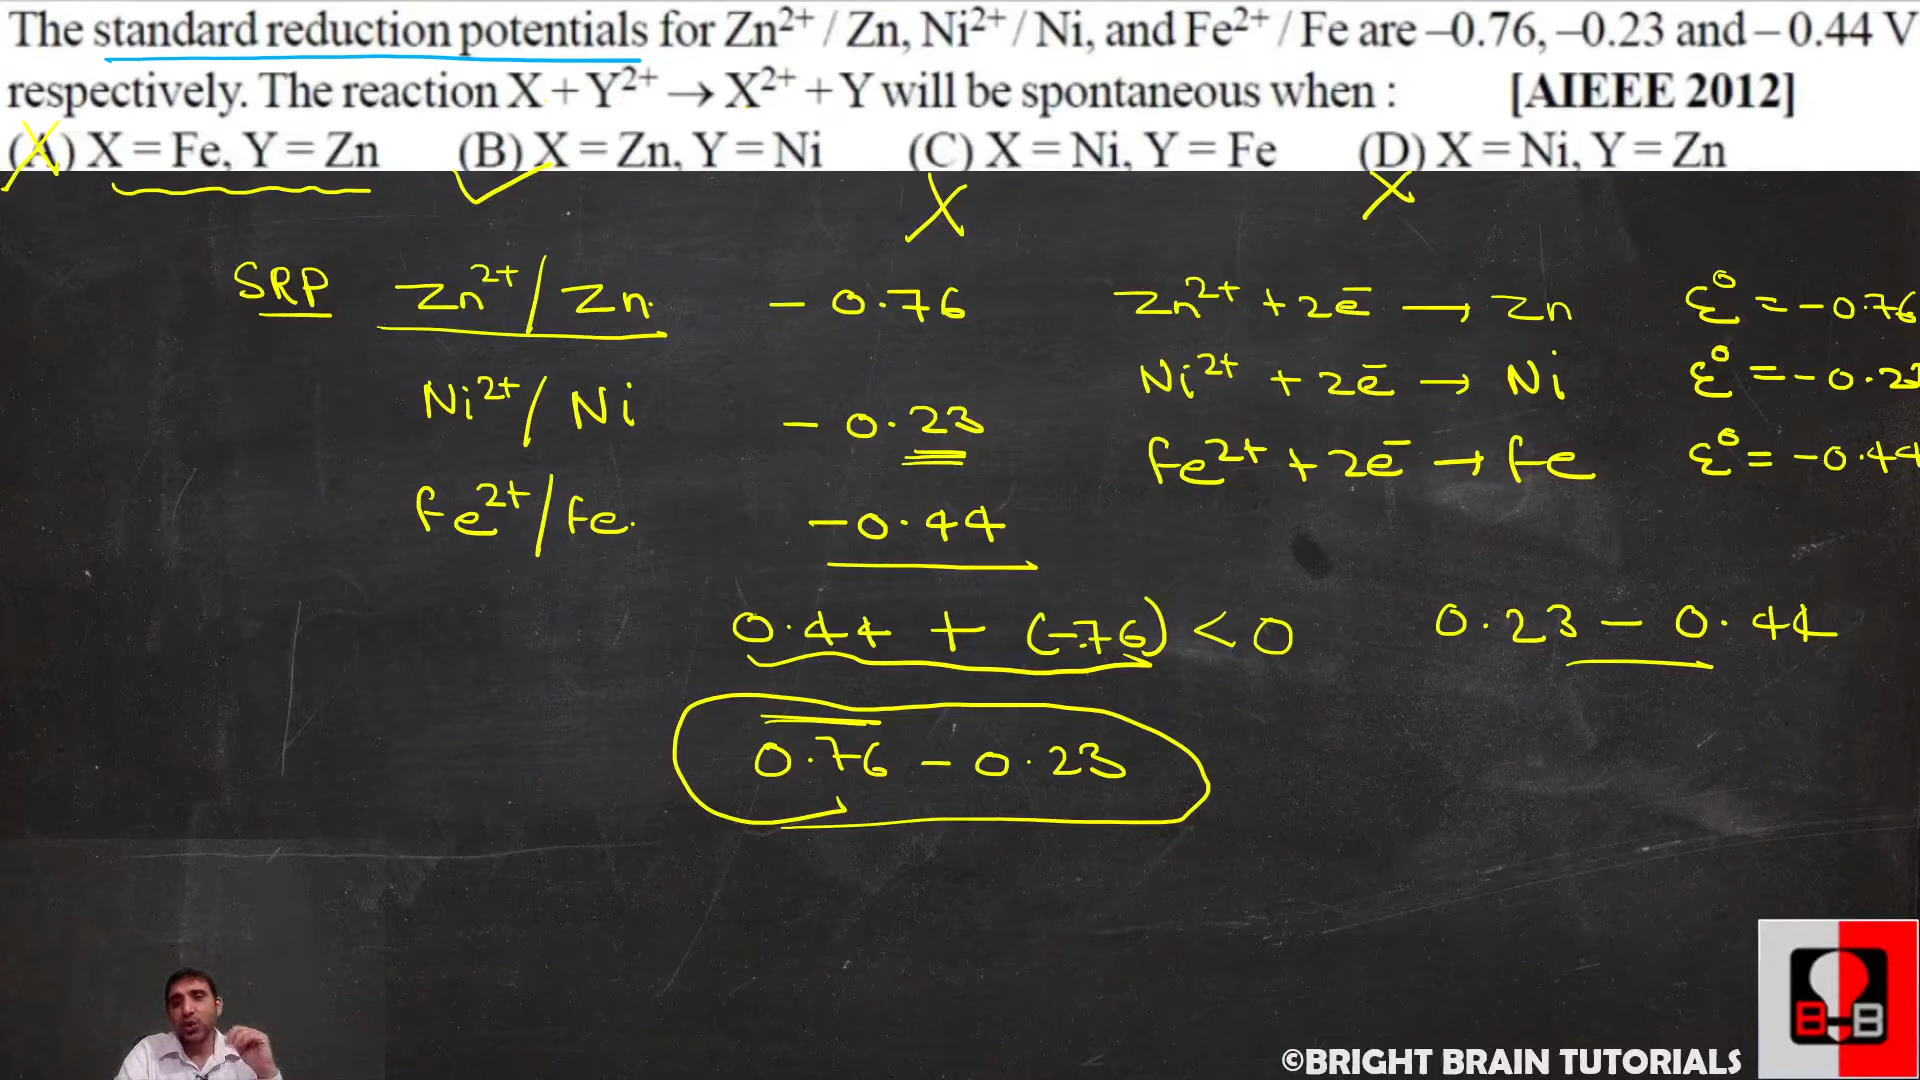 The standard reduction potentials for Zn²⁺ / Zn, Ni²⁺ / Ni, and Fe²⁺ / Fe are –0.76, –0.23 and – 0.44 V
respectively. The reaction X + Y²⁺ → X²⁺ + Y will be spontaneous when : [AIEEE 2012]
(A) X = Fe, Y = Zn (B) X = Zn, Y = Ni (C) X = Ni, Y = Fe (D) X = Ni, Y = Zn
SRP Zn²⁺/Zn. – 0.76 Zn²⁺ + 2e⁻ → Zn ε⁰ = –0.76
Ni²⁺/Ni – 0.23 Ni²⁺ + 2e⁻ → Ni ε⁰ = –0.23
Fe²⁺/Fe. –0.44 Fe²⁺ + 2e⁻ → Fe ε⁰ = –0.44
0.44 + (-.76) < 0 0.23 – 0.44
0.76 – 0.23
B B
©BRIGHT BRAIN TUTORIALS